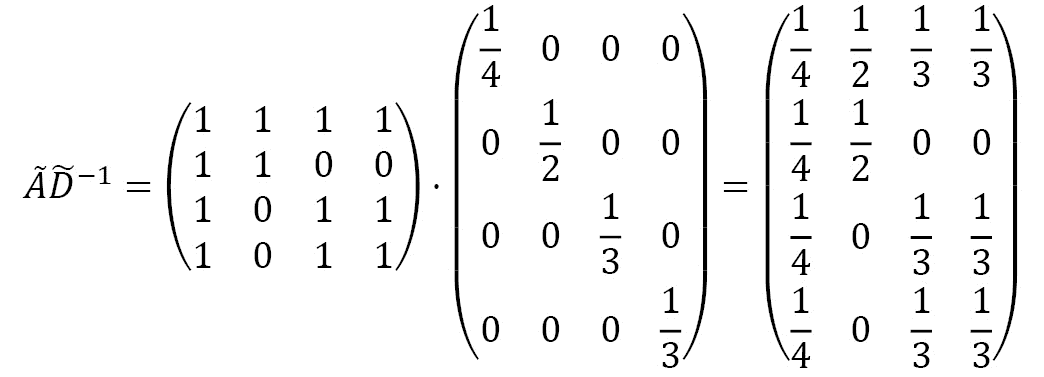 $\tilde{A}\tilde{D}^{-1} = \begin{pmatrix} 1 & 1 & 1 & 1 \\ 1 & 1 & 0 & 0 \\ 1 & 0 & 1 & 1 \\ 1 & 0 & 1 & 1 \end{pmatrix} \cdot \begin{pmatrix} \frac{1}{4} & 0 & 0 & 0 \\ 0 & \frac{1}{2} & 0 & 0 \\ 0 & 0 & \frac{1}{3} & 0 \\ 0 & 0 & 0 & \frac{1}{3} \end{pmatrix} = \begin{pmatrix} \frac{1}{4} & \frac{1}{2} & \frac{1}{3} & \frac{1}{3} \\ \frac{1}{4} & \frac{1}{2} & 0 & 0 \\ \frac{1}{4} & 0 & \frac{1}{3} & \frac{1}{3} \\ \frac{1}{4} & 0 & \frac{1}{3} & \frac{1}{3} \end{pmatrix}$